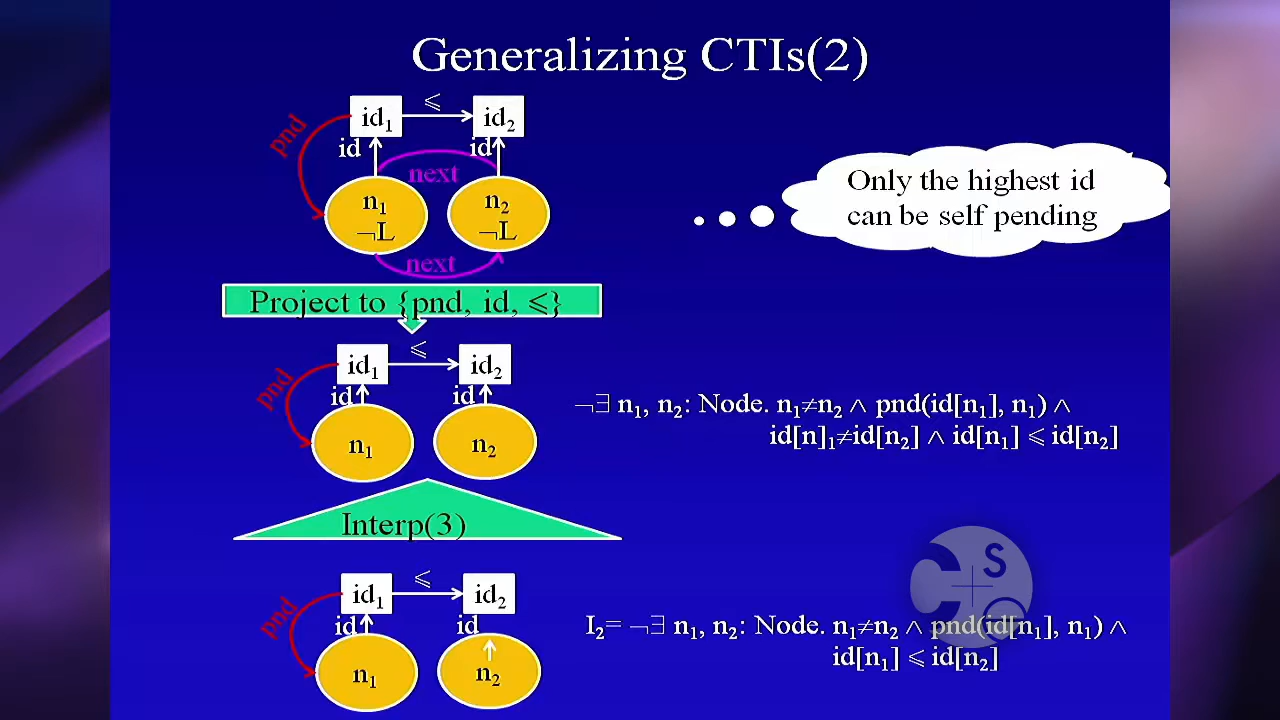 Generalizing CTIs(2)
id₁ ⩽ id₂
pnd id id
next
n₁ n₂
¬L ¬L
next
Only the highest id
can be self pending
Project to {pnd, id, ⩽}
id₁ ⩽ id₂
pnd id id
n₁ n₂
¬∃ n₁, n₂: Node. n₁≠n₂ ∧ pnd(id[n₁], n₁) ∧
id[n]₁≠id[n₂] ∧ id[n₁] ⩽ id[n₂]
Interp(3)
id₁ ⩽ id₂
pnd id id
n₁ n₂
I₂= ¬∃ n₁, n₂: Node. n₁≠n₂ ∧ pnd(id[n₁], n₁) ∧
id[n₁] ⩽ id[n₂]